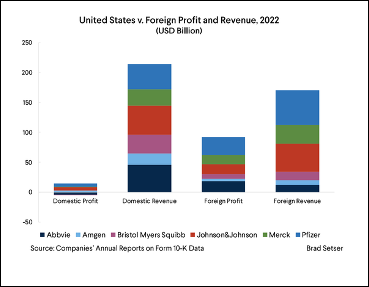 United States v. Foreign Profit and Revenue, 2022
(USD Billion)
250
200
150
100
50
0
-50
Domestic Profit Domestic Revenue Foreign Profit Foreign Revenue
Abbvie Amgen Bristol Myers Squibb Johnson&Johnson Merck Pfizer
Source: Companies' Annual Reports on Form 10-K Data Brad Setser